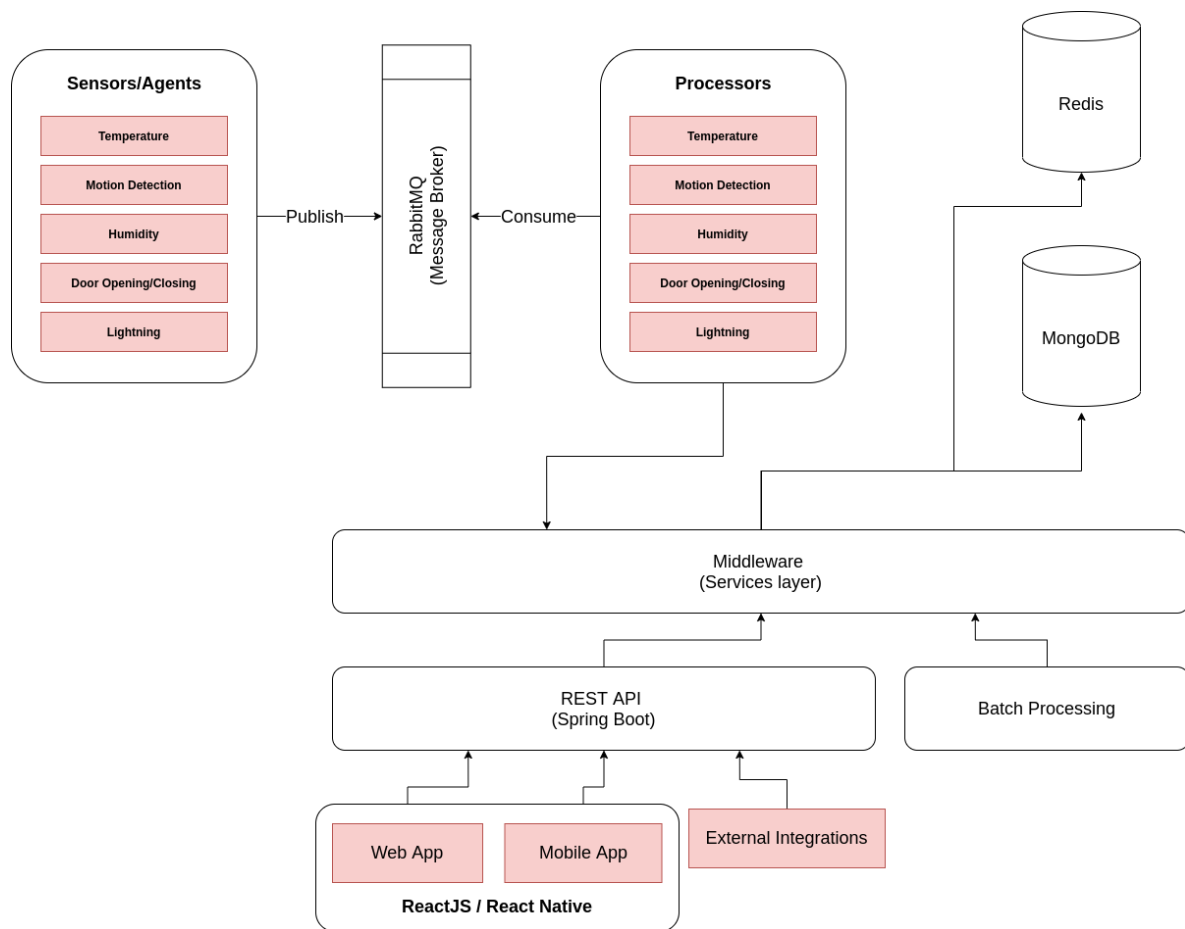 Sensors/Agents
Temperature
Motion Detection
Humidity
Door Opening/Closing
Lightning
Publish
RabbitMQ
(Message Broker)
Consume
Processors
Temperature
Motion Detection
Humidity
Door Opening/Closing
Lightning
Redis
MongoDB
Middleware
(Services layer)
REST API
(Spring Boot)
Batch Processing
Web App
Mobile App
ReactJS / React Native
External Integrations